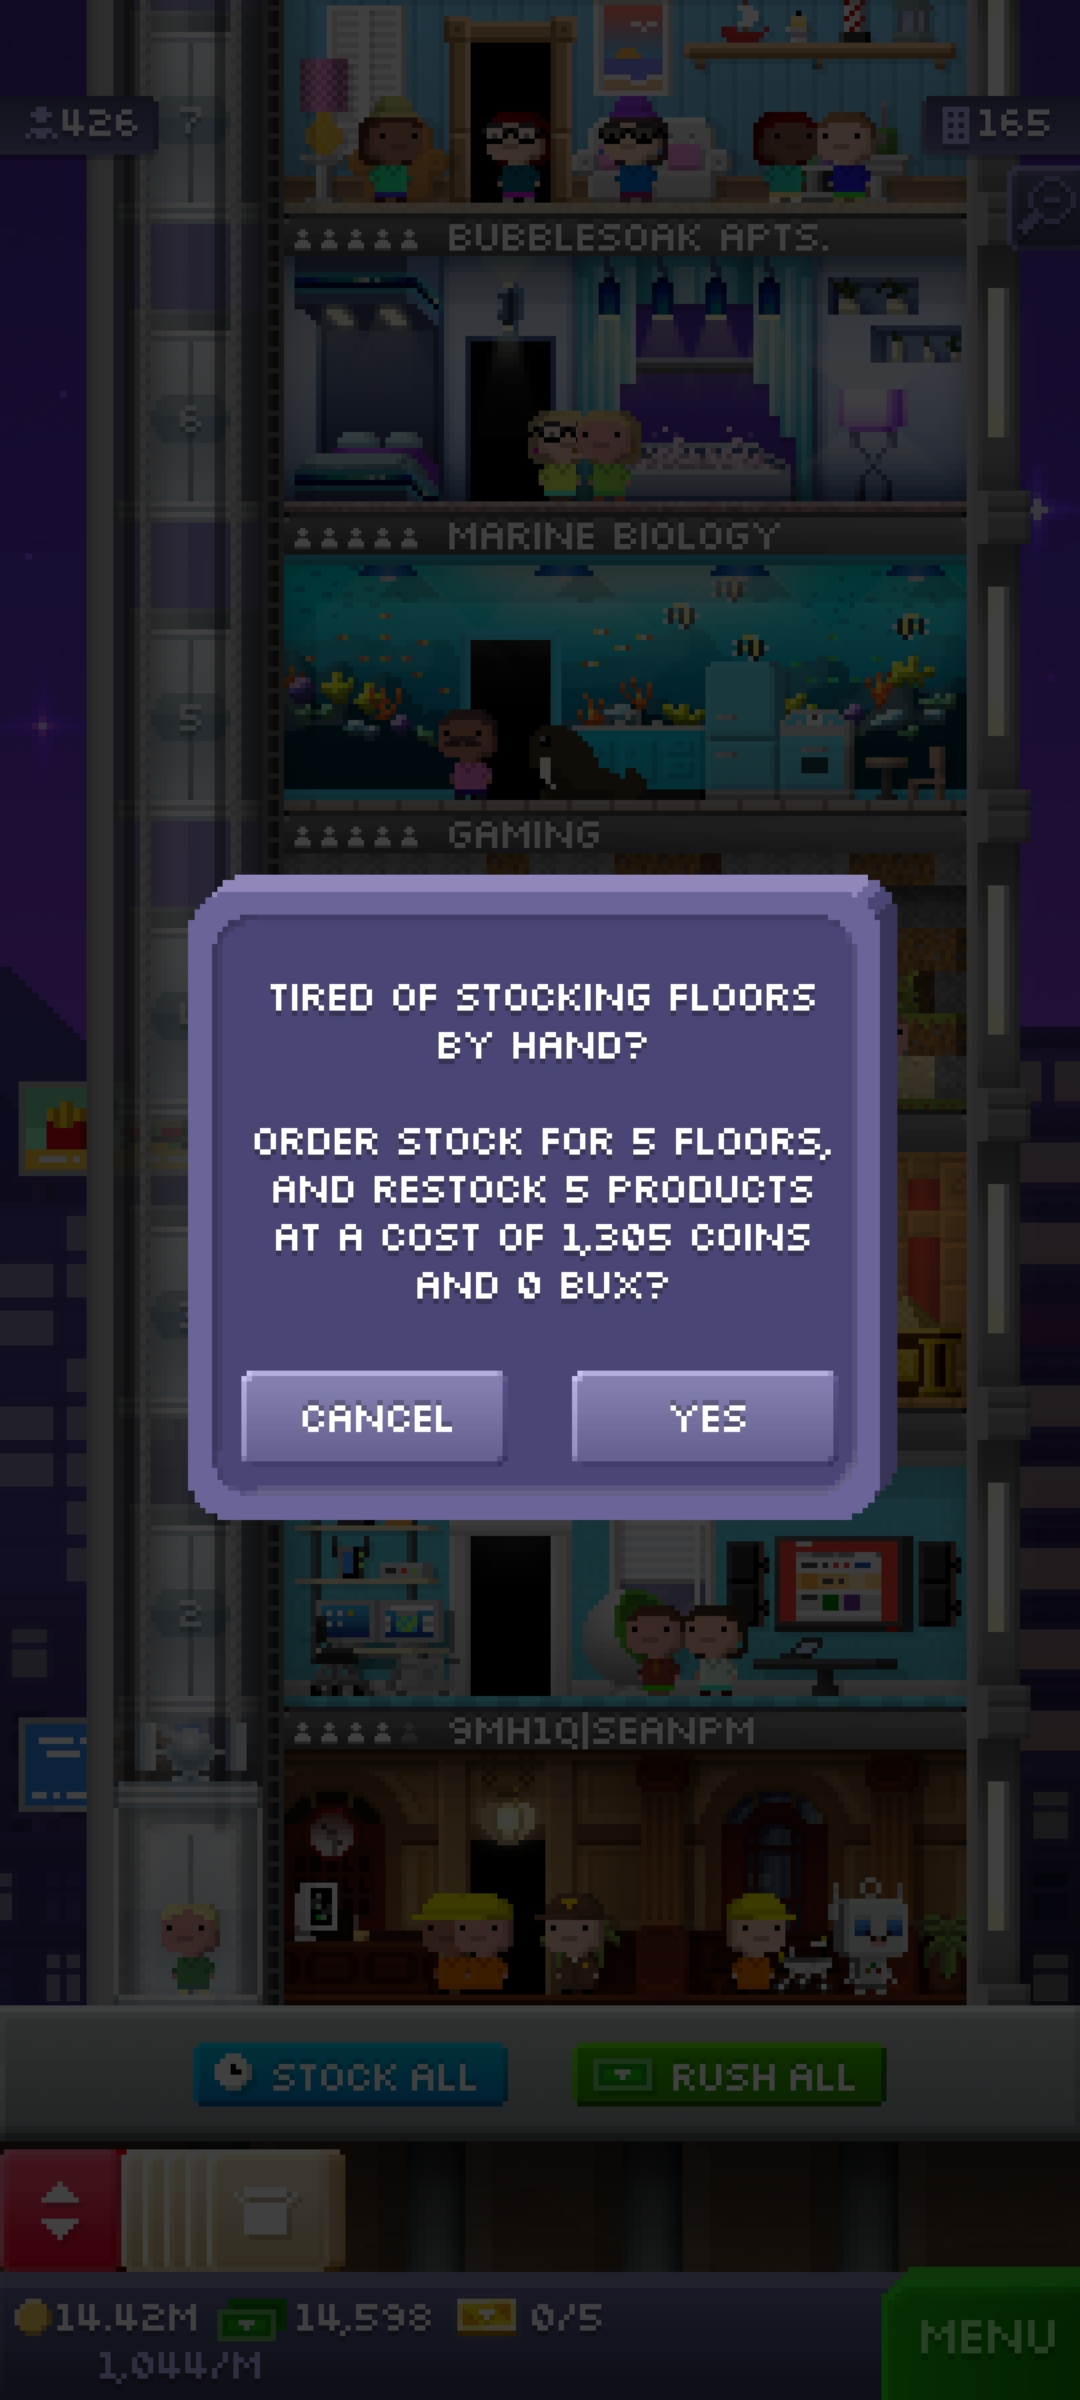 426
7
165
BUBBLESOAK APTS.
6
MARINE BIOLOGY
5
GAMING
TIRED OF STOCKING FLOORS
BY HAND?
ORDER STOCK FOR 5 FLOORS,
AND RESTOCK 5 PRODUCTS
AT A COST OF 1,305 COINS
AND 0 BUX?
CANCEL
YES
2
9MH1Q|SEANPM
STOCK ALL
RUSH ALL
14.42M
14,598
0/5
1,044/M
MENU